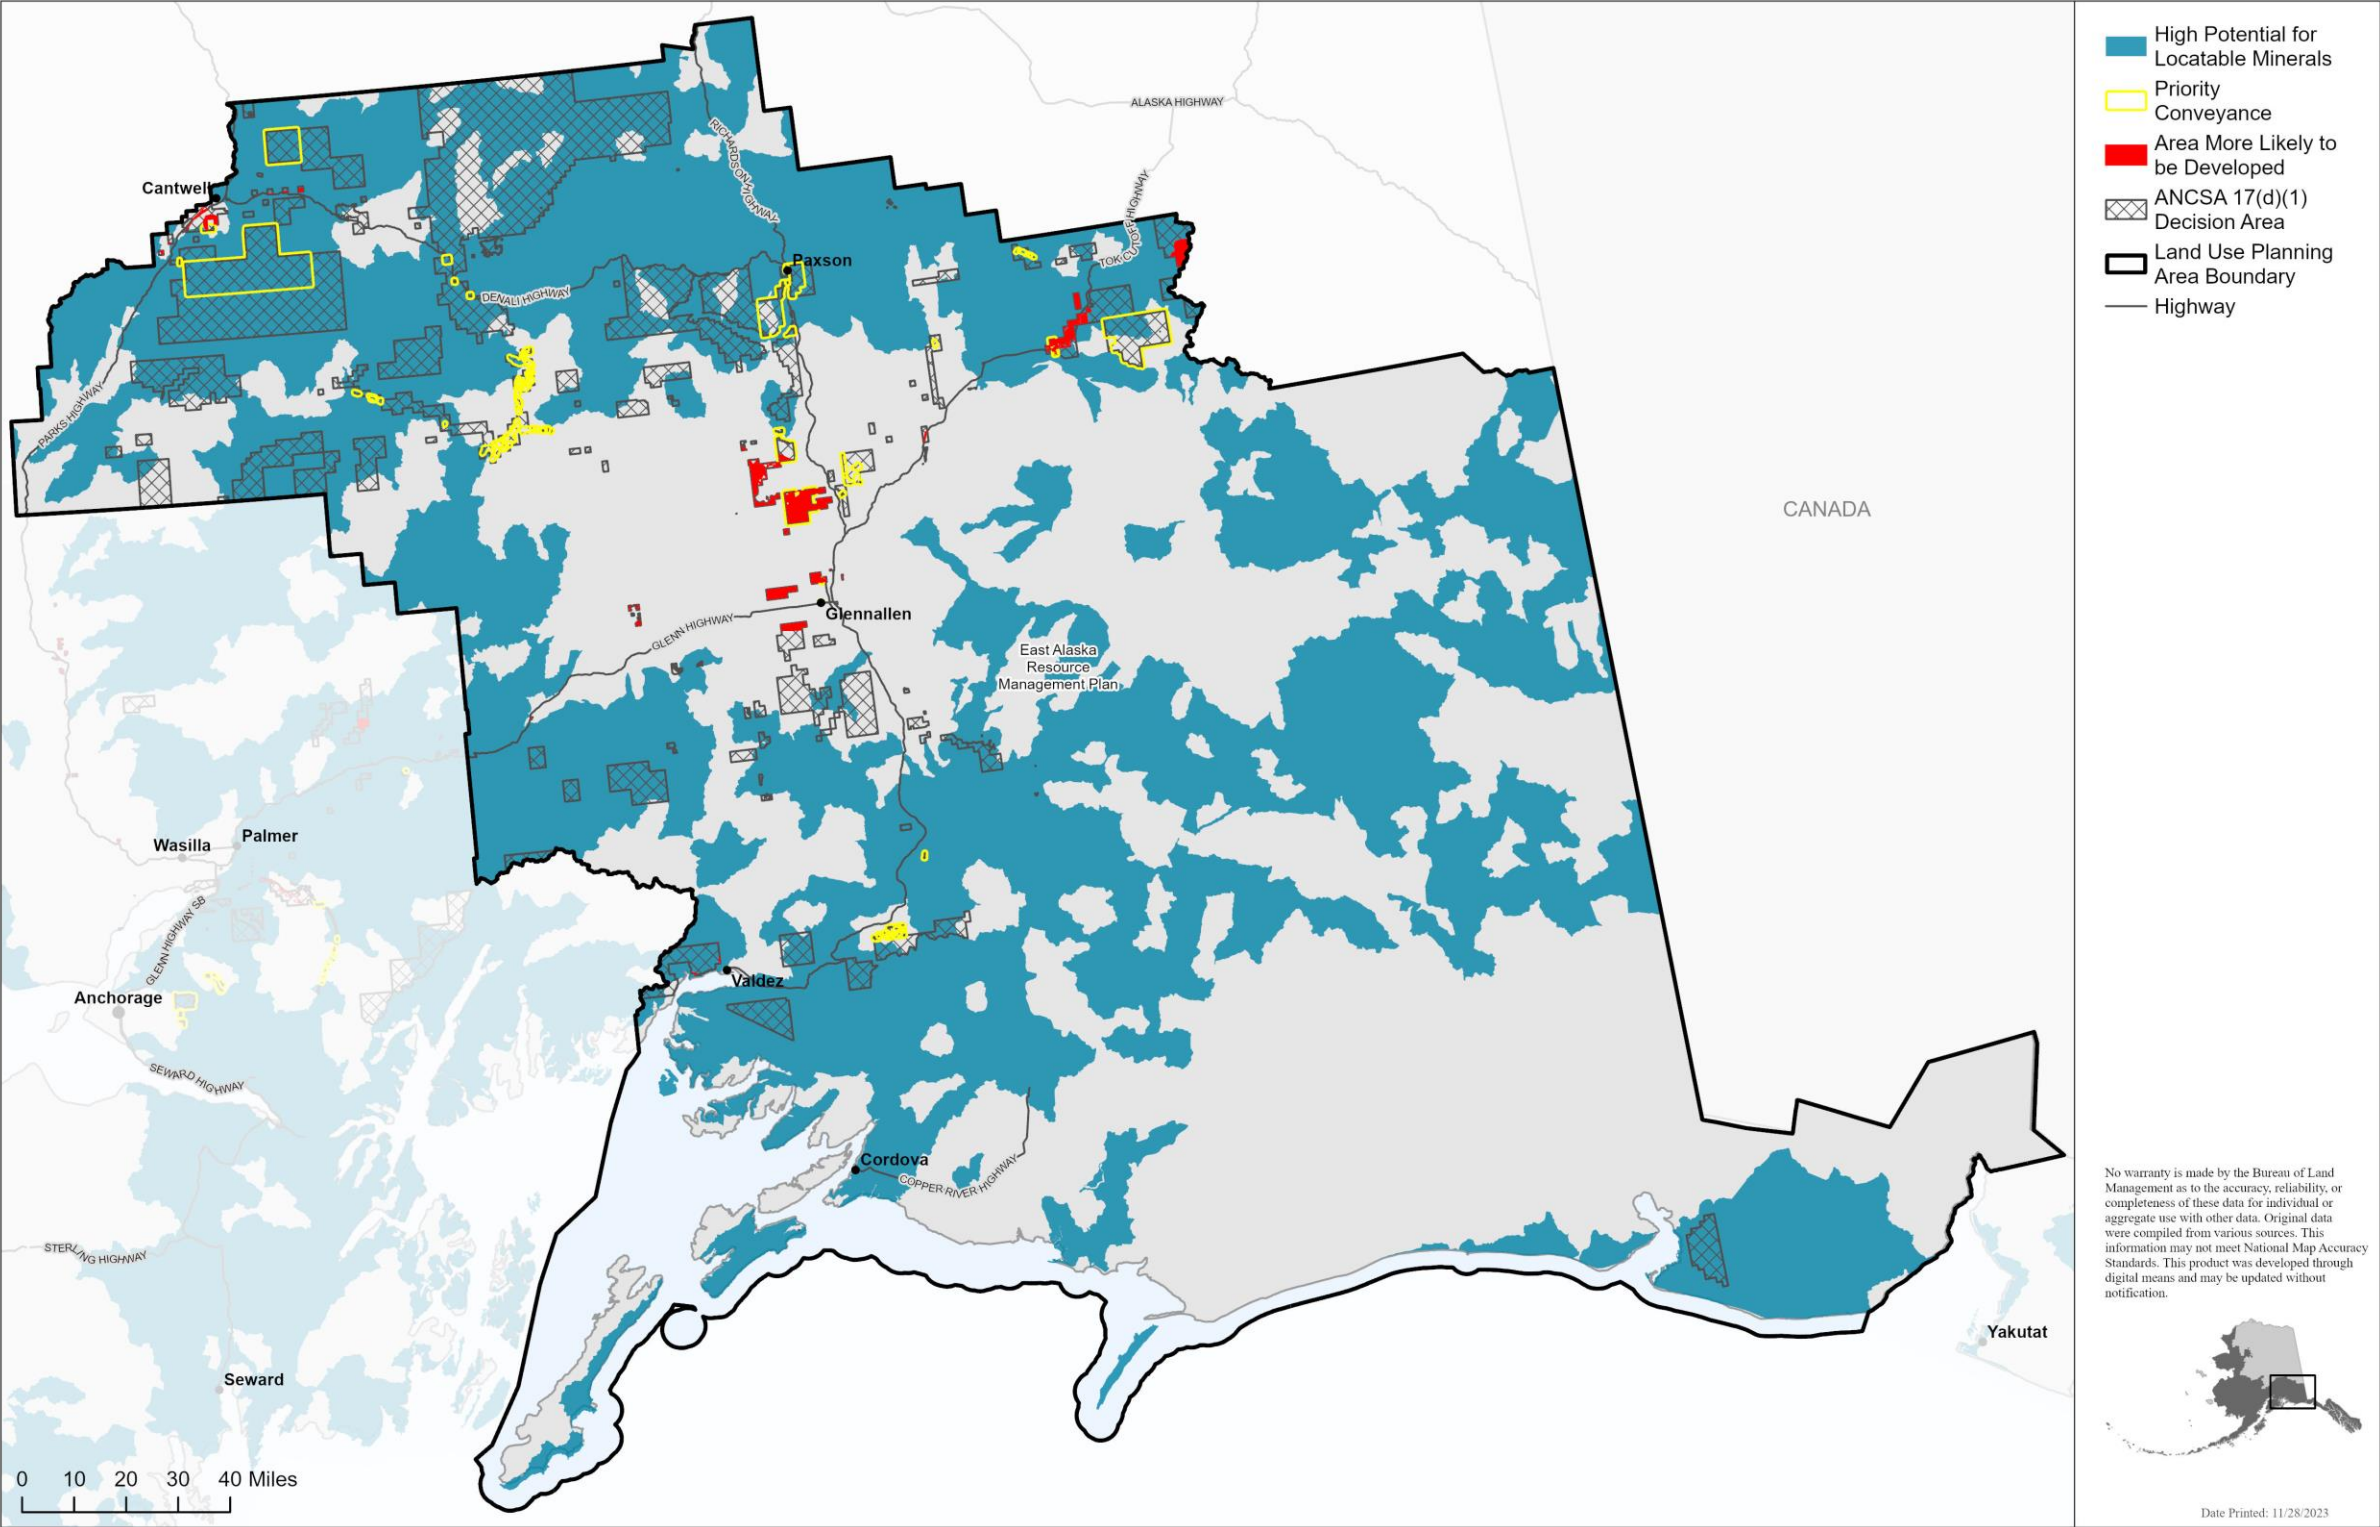 ALASKA HIGHWAY
RICHARDSON HIGHWAY
Cantwell
TOK CUTOFF HIGHWAY
Paxson
DENALI HIGHWAY
PARKS HIGHWAY
CANADA
Glennallen
GLENN HIGHWAY
East Alaska
Resource
Management Plan
Palmer
Wasilla
GLENN HIGHWAY SB
Valdez
Anchorage
SEWARD HIGHWAY
Cordova
COPPER RIVER HIGHWAY
STERLING HIGHWAY
Yakutat
Seward
0 10 20 30 40 Miles
High Potential for
Locatable Minerals
Priority
Conveyance
Area More Likely to
be Developed
ANCSA 17(d)(1)
Decision Area
Land Use Planning
Area Boundary
Highway
No warranty is made by the Bureau of Land
Management as to the accuracy, reliability, or
completeness of these data for individual or
aggregate use with other data. Original data
were compiled from various sources. This
information may not meet National Map Accuracy
Standards. This product was developed through
digital means and may be updated without
notification.
Date Printed: 11/28/2023